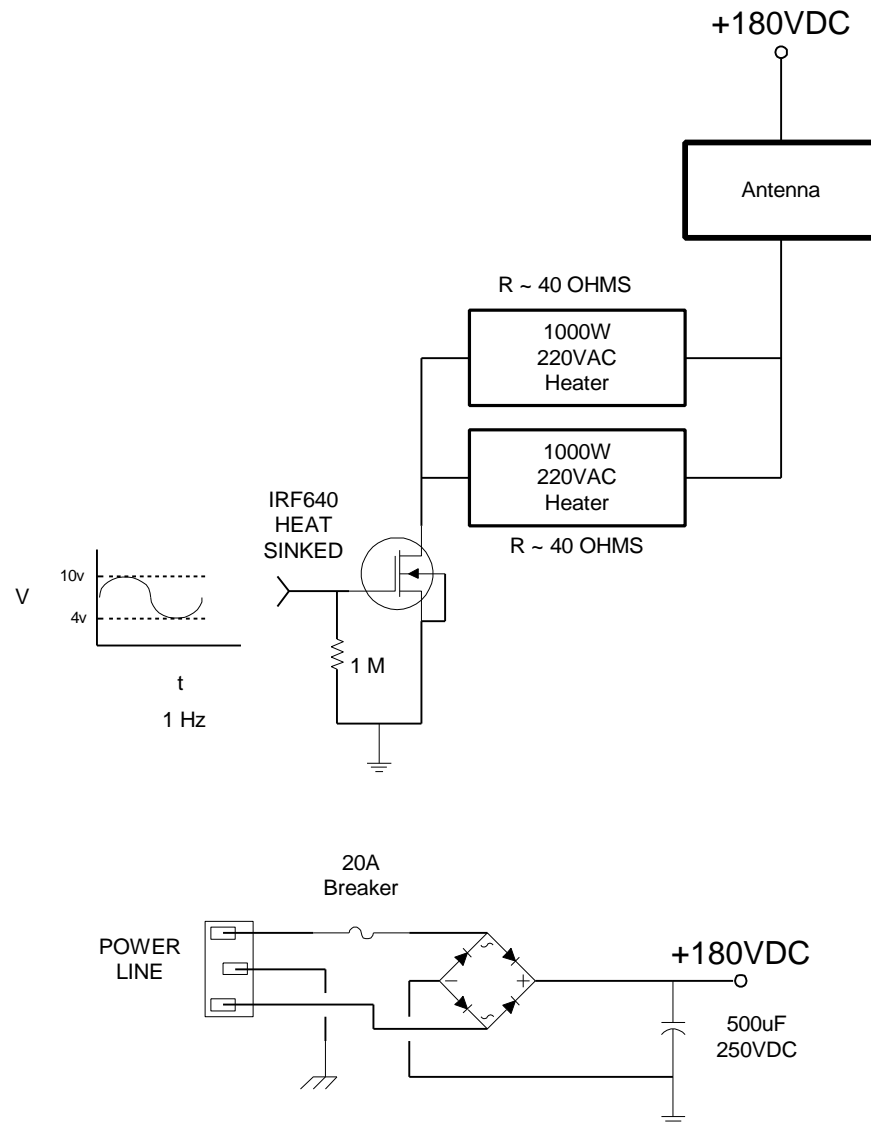 +180VDC
Antenna
R ~ 40 OHMS
1000W
220VAC
Heater
1000W
220VAC
Heater
R ~ 40 OHMS
IRF640
HEAT
SINKED
V
10v
4v
t
1 Hz
1 M
20A
Breaker
POWER
LINE
~
~
-
+
+180VDC
500uF
250VDC